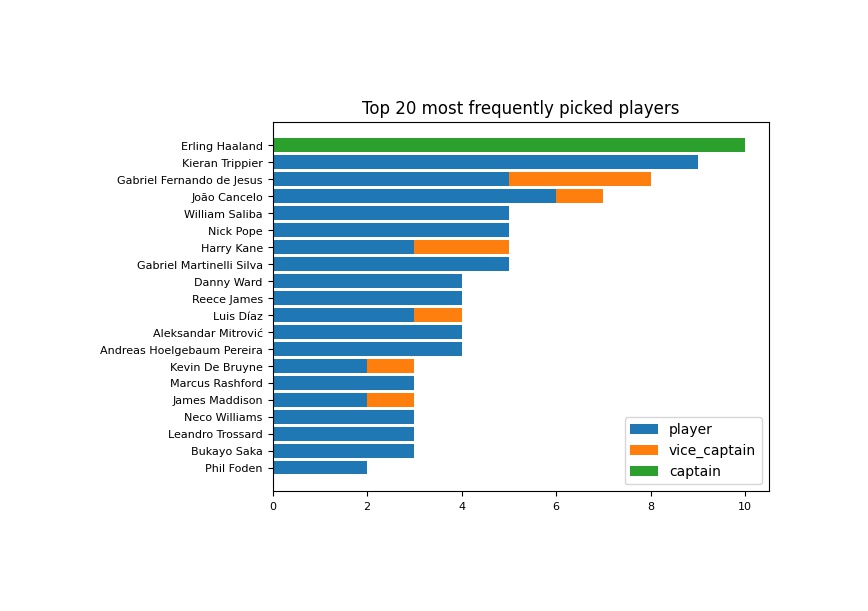 Top 20 most frequently picked players
Erling Haaland
Kieran Trippier
Gabriel Fernando de Jesus
João Cancelo
William Saliba
Nick Pope
Harry Kane
Gabriel Martinelli Silva
Danny Ward
Reece James
Luis Díaz
Aleksandar Mitrović
Andreas Hoelgebaum Pereira
Kevin De Bruyne
Marcus Rashford
James Maddison
Neco Williams
Leandro Trossard
Bukayo Saka
Phil Foden
player
vice_captain
captain
0 2 4 6 8 10